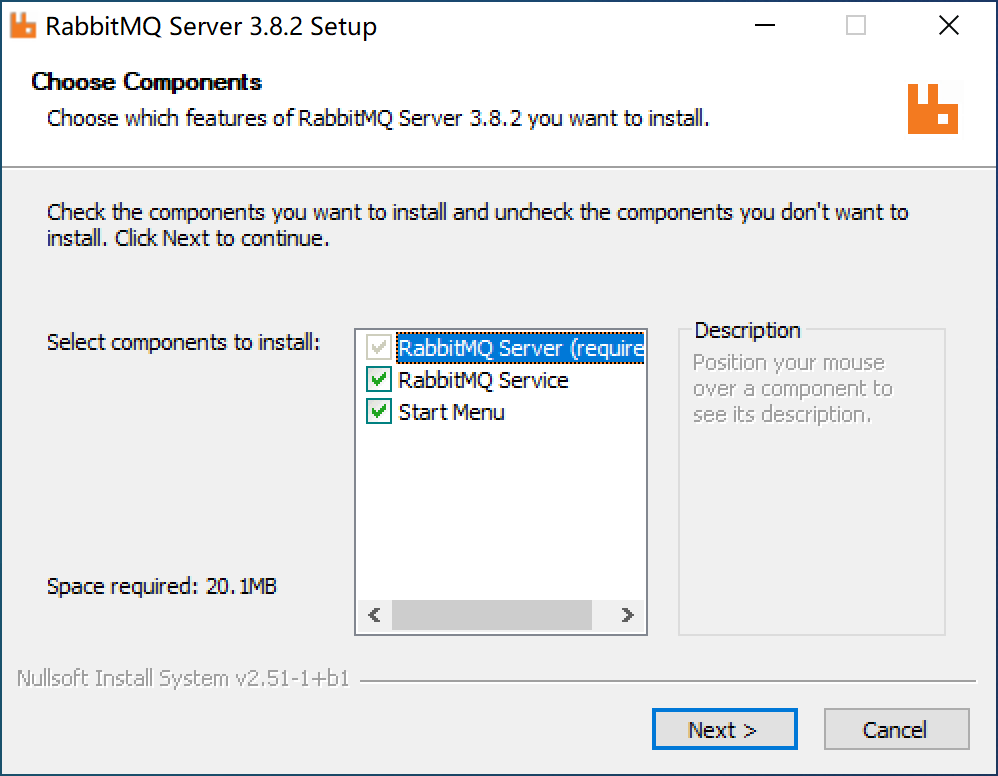 RabbitMQ Server 3.8.2 Setup
Choose Components
Choose which features of RabbitMQ Server 3.8.2 you want to install.
Check the components you want to install and uncheck the components you don't want to
install. Click Next to continue.
Select components to install:
RabbitMQ Server (require
RabbitMQ Service
Start Menu
Description
Position your mouse
over a component to
see its description.
Space required: 20.1MB
Nullsoft Install System v2.51-1+b1
Next >
Cancel